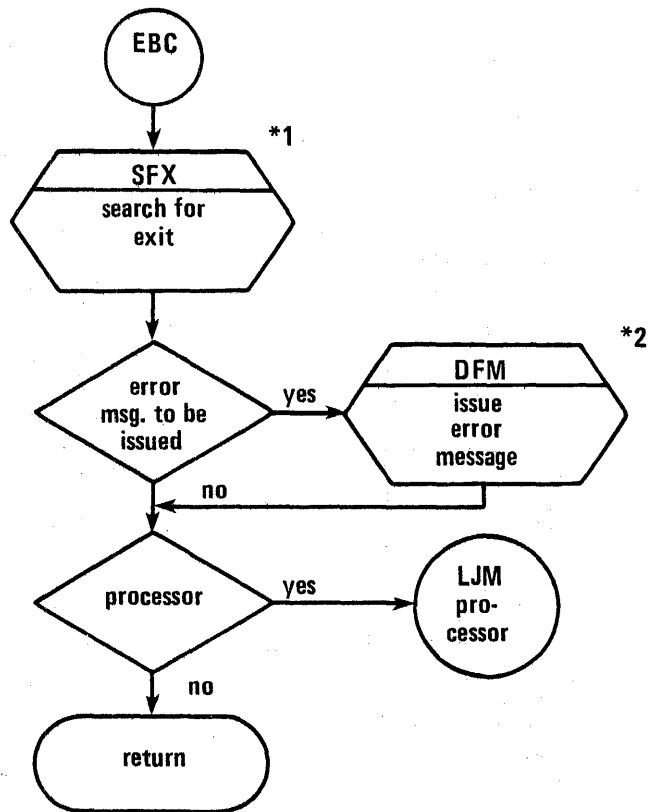 EBC
*1
SFX
search for
exit
*2
error
msg. to be
issued
yes
DFM
issue
error
message
no
processor
yes
LJM
pro-
cessor
no
return